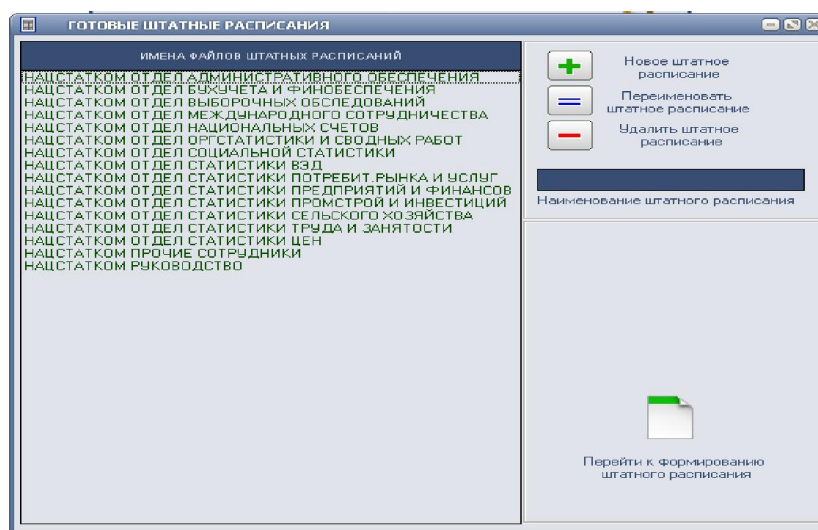 ГОТОВЫЕ ШТАТНЫЕ РАСПИСАНИЯ
ИМЕНА ФАЙЛОВ ШТАТНЫХ РАСПИСАНИЙ
НАЦСТАТКОМ ОТДЕЛ АДМИНИСТРАТИВНОГО ОБЕСПЕЧЕНИЯ
НАЦСТАТКОМ ОТДЕЛ БУХУЧЕТА И ФИНОБЕСПЕЧЕНИЯ
НАЦСТАТКОМ ОТДЕЛ ВЫБОРОЧНЫХ ОБСЛЕДОВАНИЙ
НАЦСТАТКОМ ОТДЕЛ МЕЖДУНАРОДНОГО СОТРУДНИЧЕСТВА
НАЦСТАТКОМ ОТДЕЛ НАЦИОНАЛЬНЫХ СЧЕТОВ
НАЦСТАТКОМ ОТДЕЛ ОРГСТАТИСТИКИ И СВОДНЫХ РАБОТ
НАЦСТАТКОМ ОТДЕЛ СОЦИАЛЬНОЙ СТАТИСТИКИ
НАЦСТАТКОМ ОТДЕЛ СТАТИСТИКИ ВЭД
НАЦСТАТКОМ ОТДЕЛ СТАТИСТИКИ ПОТРЕБИТ.РЫНКА И УСЛУГ
НАЦСТАТКОМ ОТДЕЛ СТАТИСТИКИ ПРЕДПРИЯТИЙ И ФИНАНСОВ
НАЦСТАТКОМ ОТДЕЛ СТАТИСТИКИ ПРОМСТРОЙ И ИНВЕСТИЦИЙ
НАЦСТАТКОМ ОТДЕЛ СТАТИСТИКИ СЕЛЬСКОГО ХОЗЯЙСТВА
НАЦСТАТКОМ ОТДЕЛ СТАТИСТИКИ ТРУДА И ЗАНЯТОСТИ
НАЦСТАТКОМ ОТДЕЛ СТАТИСТИКИ ЦЕН
НАЦСТАТКОМ ПРОЧИЕ СОТРУДНИКИ
НАЦСТАТКОМ РУКОВОДСТВО
Новое штатное
расписание
Переименовать
штатное расписание
Удалить штатное
расписание
Наименование штатного расписания
Перейти к формированию
штатного расписания